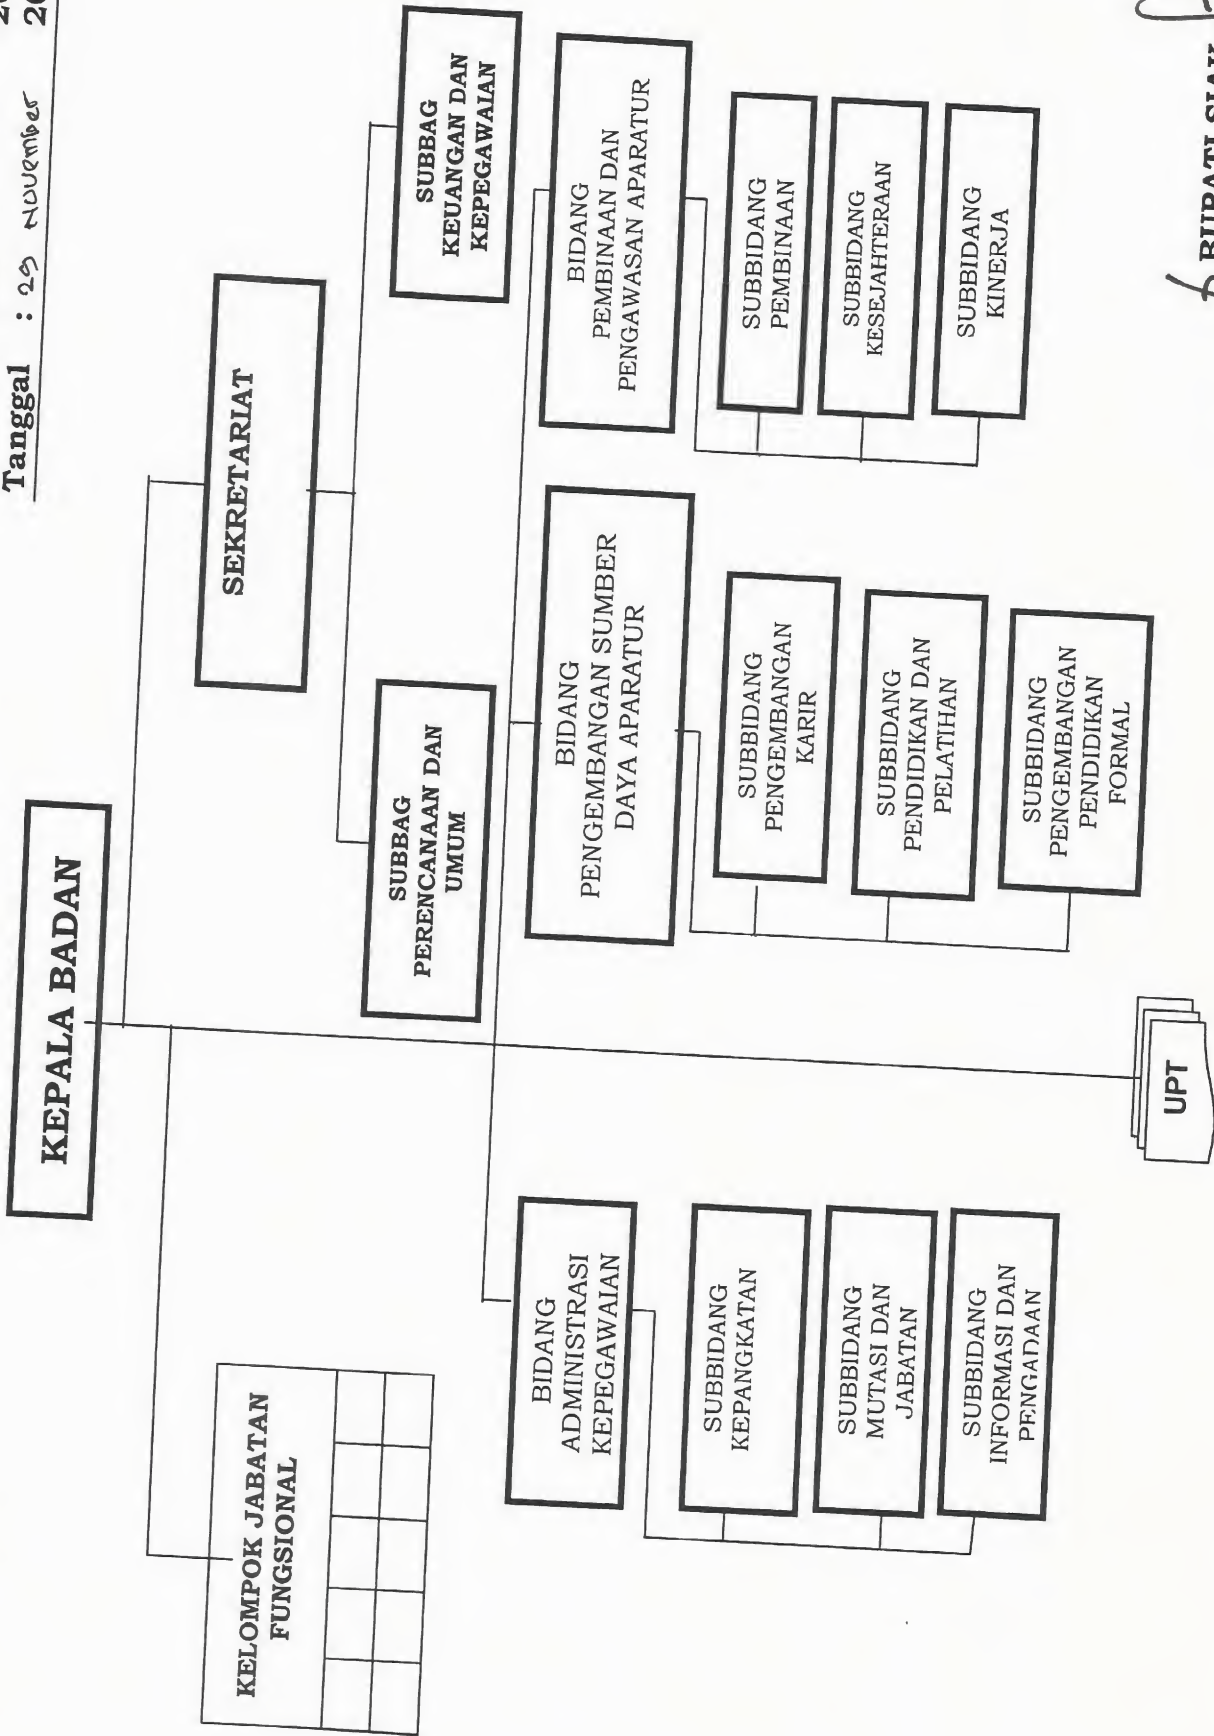 Tanggal : 29 November
KEPALA BADAN
KELOMPOK JABATAN
FUNGSIONAL
SEKRETARIAT
SUBBAG
PERENCANAAN DAN
UMUM
SUBBAG
KEUANGAN DAN
KEPEGAWAIAN
BIDANG
ADMINISTRASI
KEPEGAWAIAN
SUBBIDANG
KEPANGKATAN
SUBBIDANG
MUTASI DAN
JABATAN
SUBBIDANG
INFORMASI DAN
PENGADAAN
BIDANG
PENGEMBANGAN SUMBER
DAYA APARATUR
SUBBIDANG
PENGEMBANGAN
KARIR
SUBBIDANG
PENDIDIKAN DAN
PELATIHAN
SUBBIDANG
PENGEMBANGAN
PENDIDIKAN
FORMAL
BIDANG
PEMBINAAN DAN
PENGAWASAN APARATUR
SUBBIDANG
PEMBINAAN
SUBBIDANG
KESEJAHTERAAN
SUBBIDANG
KINERJA
UPT
BUPATI SIAK